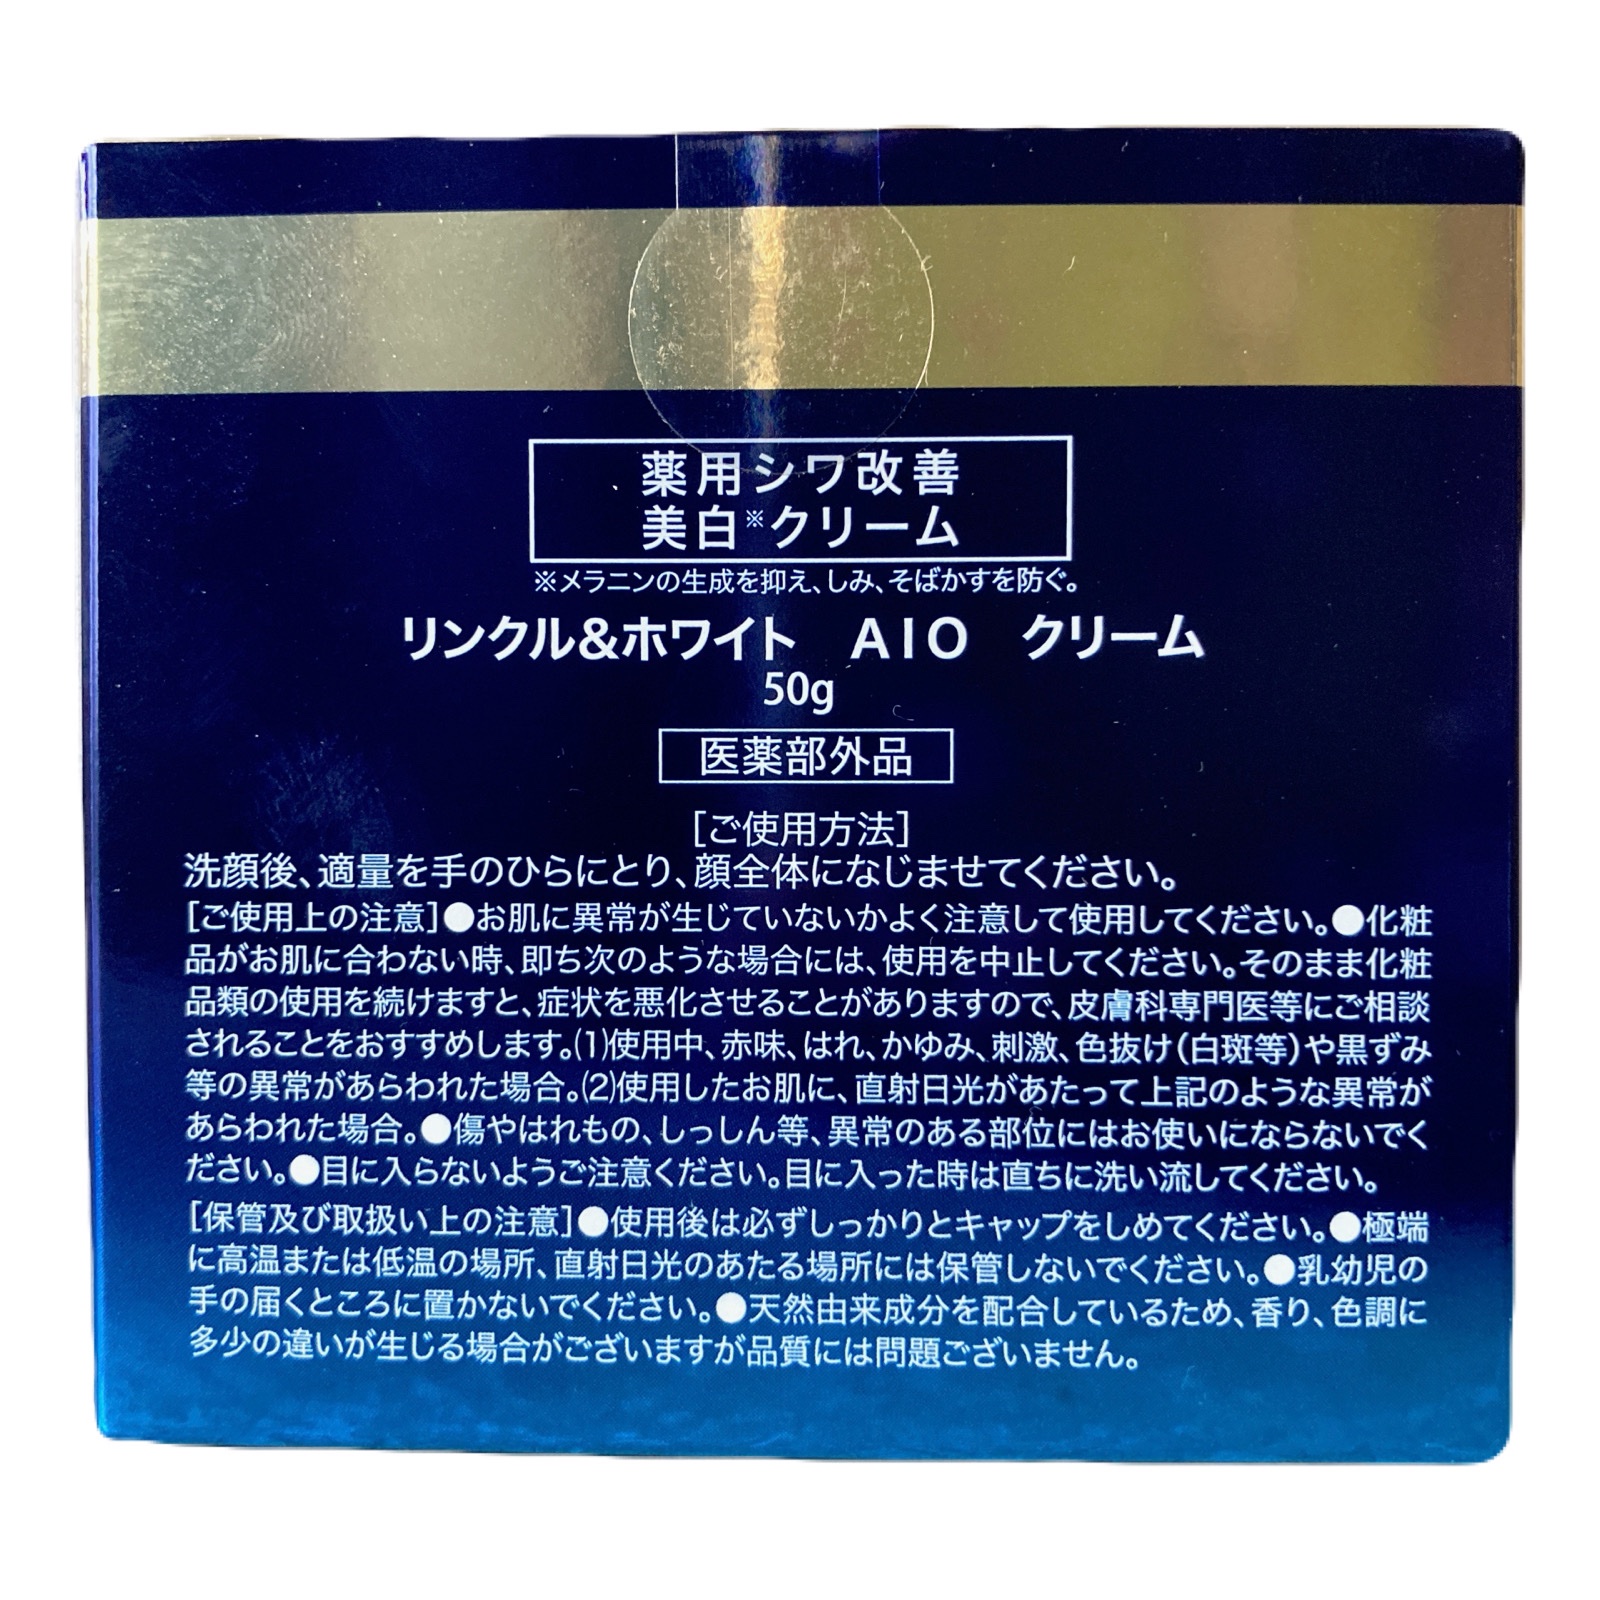 薬用シワ改善
美白※クリーム
※メラニンの生成を抑え、しみ、そばかすを防ぐ。
リンクル&ホワイト　AIO　クリーム
50g
医薬部外品
[ご使用方法]
洗顔後、適量を手のひらにとり、顔全体になじませてください。
[ご使用上の注意]●お肌に異常が生じていないかよく注意して使用してください。●化粧
品がお肌に合わない時、即ち次のような場合には、使用を中止してください。そのまま化粧
品類の使用を続けますと、症状を悪化させることがありますので、皮膚科専門医等にご相談
されることをおすすめします。⑴使用中、赤味、はれ、かゆみ、刺激、色抜け(白斑等)や黒ずみ
等の異常があらわれた場合。⑵使用したお肌に、直射日光があたって上記のような異常が
あらわれた場合。●傷やはれもの、しっしん等、異常のある部位にはお使いにならないでく
ださい。●目に入らないようご注意ください。目に入った時は直ちに洗い流してください。
[保管及び取扱い上の注意]●使用後は必ずしっかりとキャップをしめてください。●極端
に高温または低温の場所、直射日光のあたる場所には保管しないでください。●乳幼児の
手の届くところに置かないでください。●天然由来成分を配合しているため、香り、色調に
多少の違いが生じる場合がございますが品質には問題ございません。